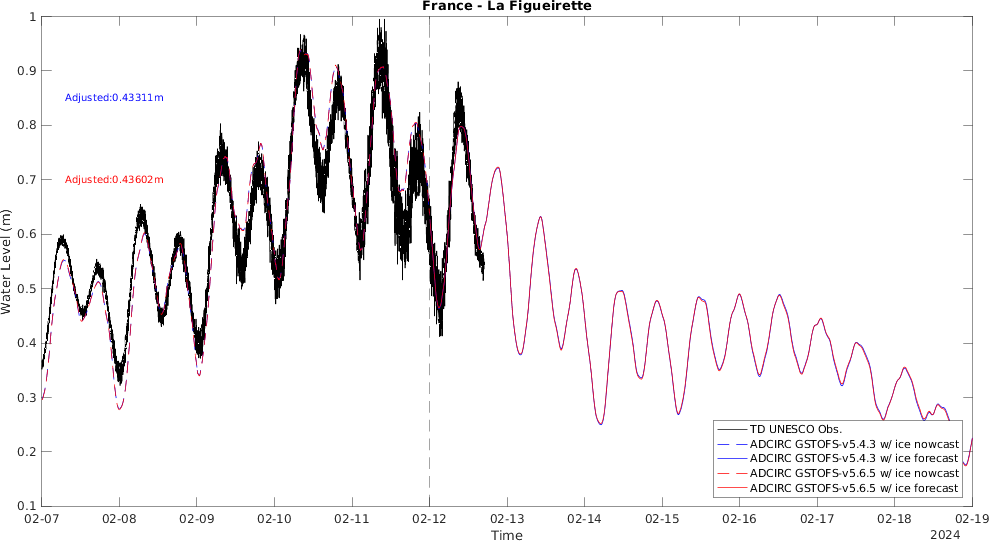 France - La Figueirette
1
0.9
0.8
0.7
0.6
0.5
0.4
0.3
0.2
0.1
Water Level (m)
Adjusted:0.43311m
Adjusted:0.43602m
TD UNESCO Obs.
ADCIRC GSTOFS-v5.4.3 w/ ice nowcast
ADCIRC GSTOFS-v5.4.3 w/ ice forecast
ADCIRC GSTOFS-v5.6.5 w/ ice nowcast
ADCIRC GSTOFS-v5.6.5 w/ ice forecast
02-07 02-08 02-09 02-10 02-11 02-12 02-13 02-14 02-15 02-16 02-17 02-18 02-19
Time
2024